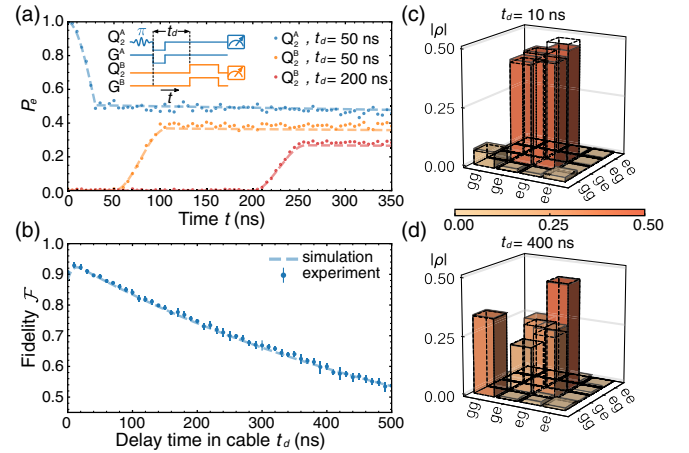 (a)
1.0
0.8
0.6
0.4
0.2
0.0
P_e
Q_2^A
G^A
Q_2^B
G^B
π
t_d
t
Q_2^A , t_d = 50 ns
Q_2^B , t_d = 50 ns
Q_2^B , t_d = 200 ns
0 50 100 150 200 250 300 350
Time t (ns)
(b)
1.0
0.9
0.8
0.7
0.6
0.5
Fidelity ℱ
simulation
experiment
0 100 200 300 400 500
Delay time in cable t_d (ns)
(c)
t_d = 10 ns
|ρ|
0.50
0.25
0.00
gg ge eg ee
gg ge eg ee
0.00 0.25 0.50
(d)
t_d = 400 ns
|ρ|
0.50
0.25
0.00
gg ge eg ee
gg ge eg ee